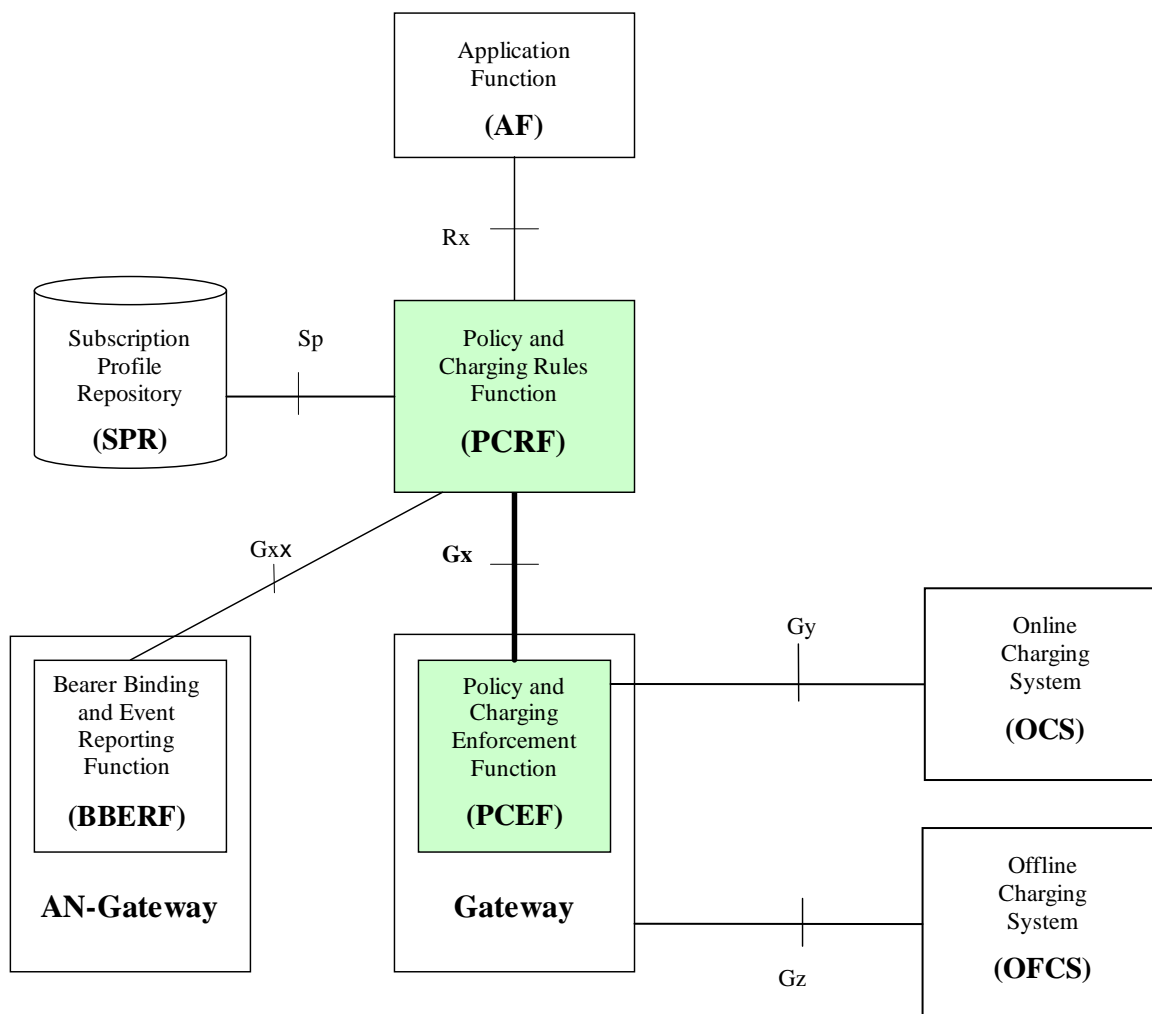 Application
Function
(AF)
Rx
Subscription
Profile
Repository
(SPR)
Sp
Policy and
Charging Rules
Function
(PCRF)
Gxx
Gx
Bearer Binding
and Event
Reporting
Function
(BBERF)
AN-Gateway
Policy and
Charging
Enforcement
Function
(PCEF)
Gateway
Gy
Online
Charging
System
(OCS)
Gz
Offline
Charging
System
(OFCS)